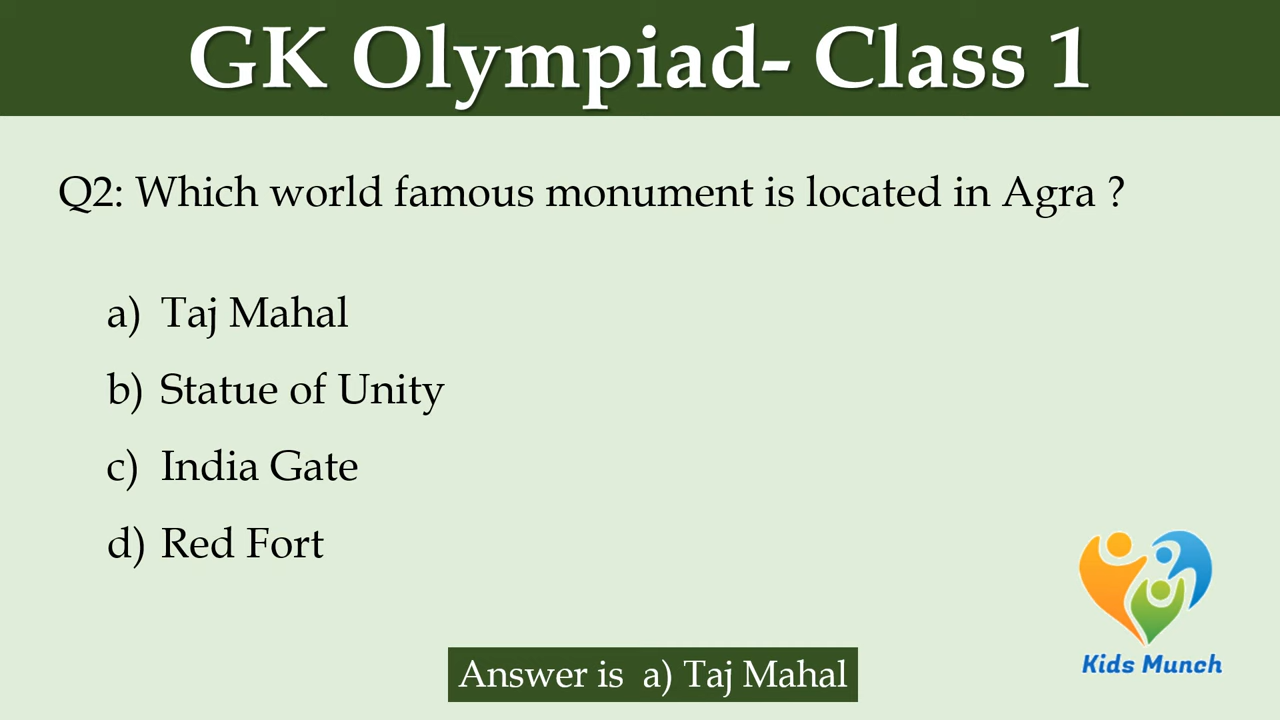 GK Olympiad- Class 1
Q2: Which world famous monument is located in Agra ?
a) Taj Mahal
b) Statue of Unity
c) India Gate
d) Red Fort
Kids Munch
Answer is a) Taj Mahal